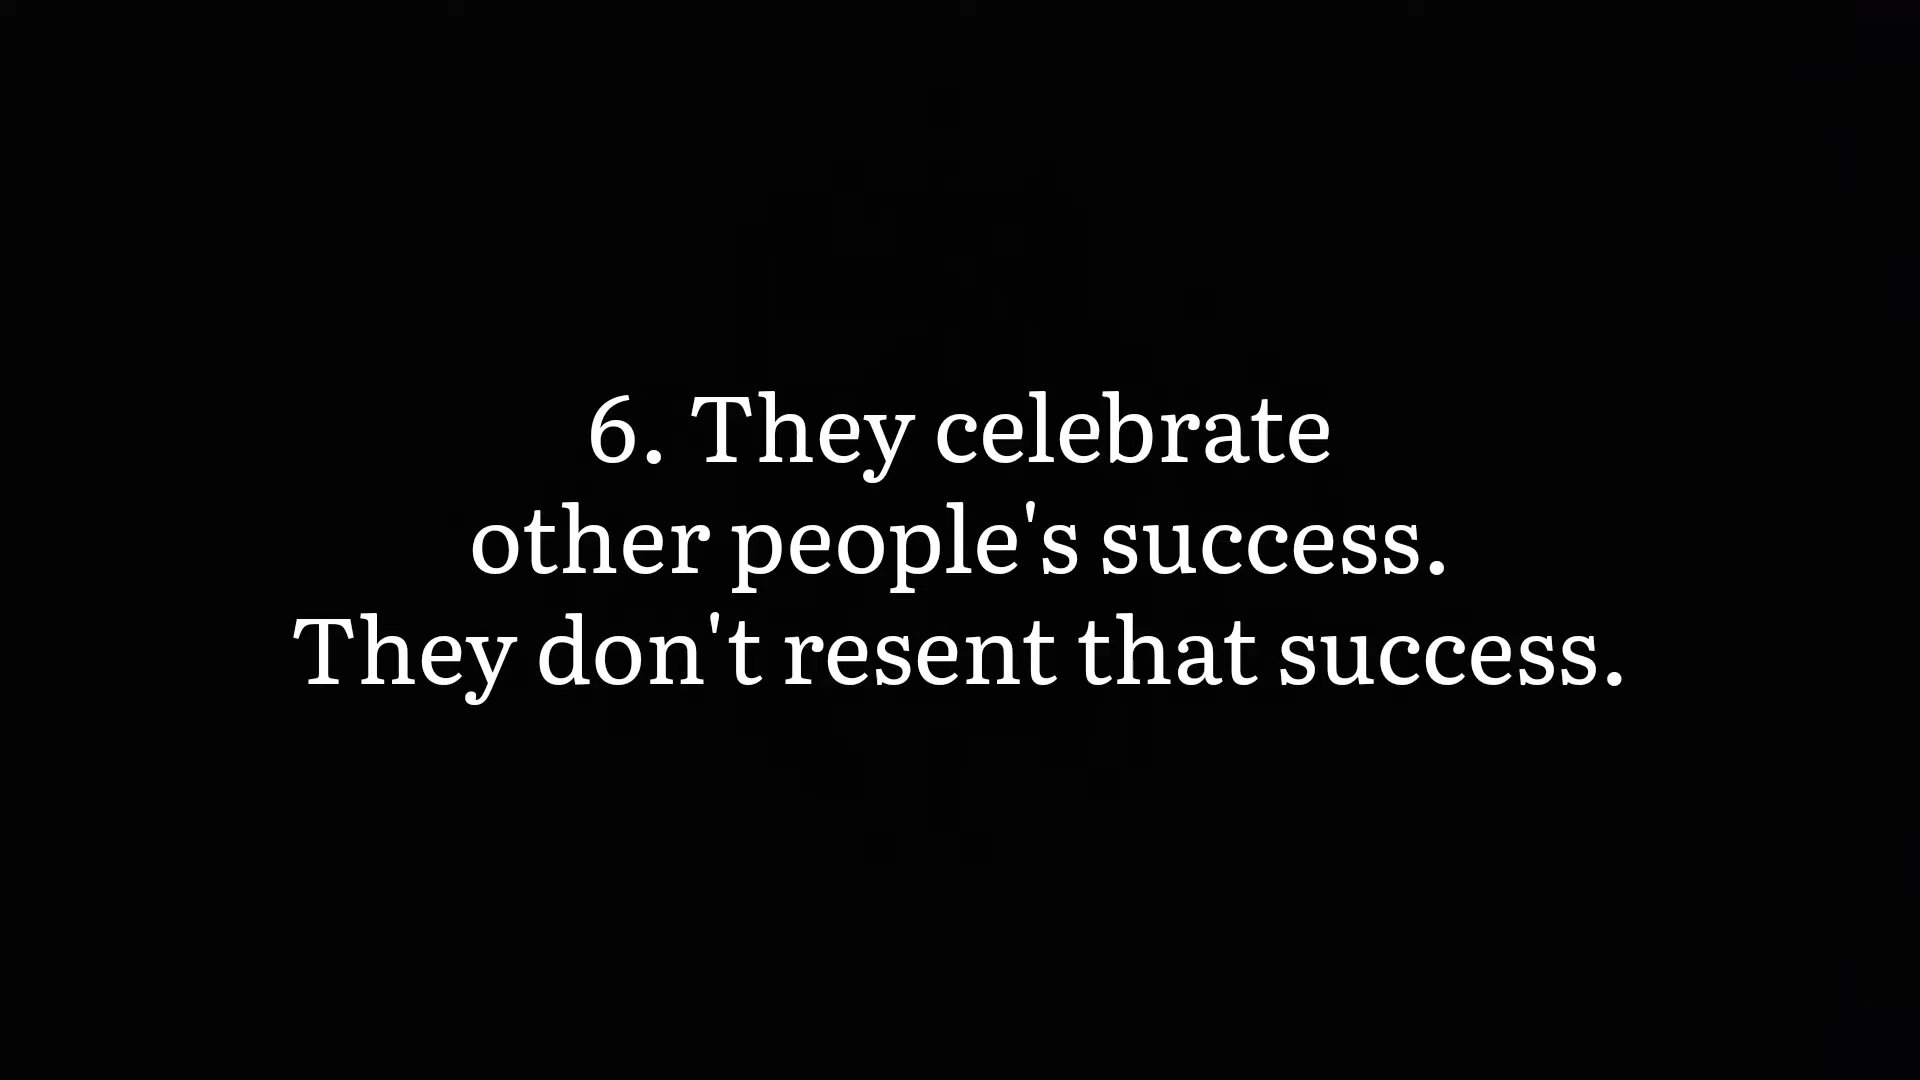 6. They celebrate
other people's success.
They don't resent that success.